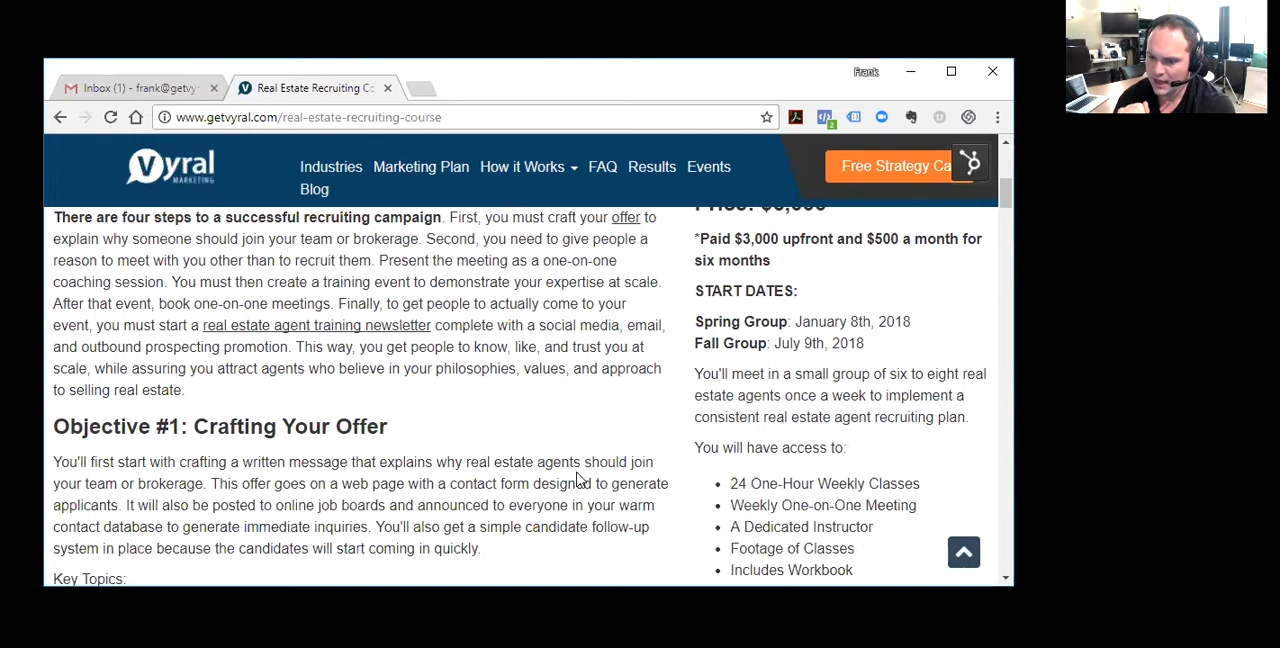 Frank
Inbox (1) - frank@getvy
Real Estate Recruiting Co
www.getvyral.com/real-estate-recruiting-course
2
Vyral
MARKETING
Industries Marketing Plan How it Works FAQ Results Events
Blog
Free Strategy Ca
There are four steps to a successful recruiting campaign. First, you must craft your offer to
explain why someone should join your team or brokerage. Second, you need to give people a
reason to meet with you other than to recruit them. Present the meeting as a one-on-one
coaching session. You must then create a training event to demonstrate your expertise at scale.
After that event, book one-on-one meetings. Finally, to get people to actually come to your
event, you must start a real estate agent training newsletter complete with a social media, email,
and outbound prospecting promotion. This way, you get people to know, like, and trust you at
scale, while assuring you attract agents who believe in your philosophies, values, and approach
to selling real estate.
Objective #1: Crafting Your Offer
You'll first start with crafting a written message that explains why real estate agents should join
your team or brokerage. This offer goes on a web page with a contact form designed to generate
applicants. It will also be posted to online job boards and announced to everyone in your warm
contact database to generate immediate inquiries. You'll also get a simple candidate follow-up
system in place because the candidates will start coming in quickly.
Key Topics:
Price: $6,000
*Paid $3,000 upfront and $500 a month for
six months
START DATES:
Spring Group: January 8th, 2018
Fall Group: July 9th, 2018
You'll meet in a small group of six to eight real
estate agents once a week to implement a
consistent real estate agent recruiting plan.
You will have access to:
• 24 One-Hour Weekly Classes
• Weekly One-on-One Meeting
• A Dedicated Instructor
• Footage of Classes
• Includes Workbook